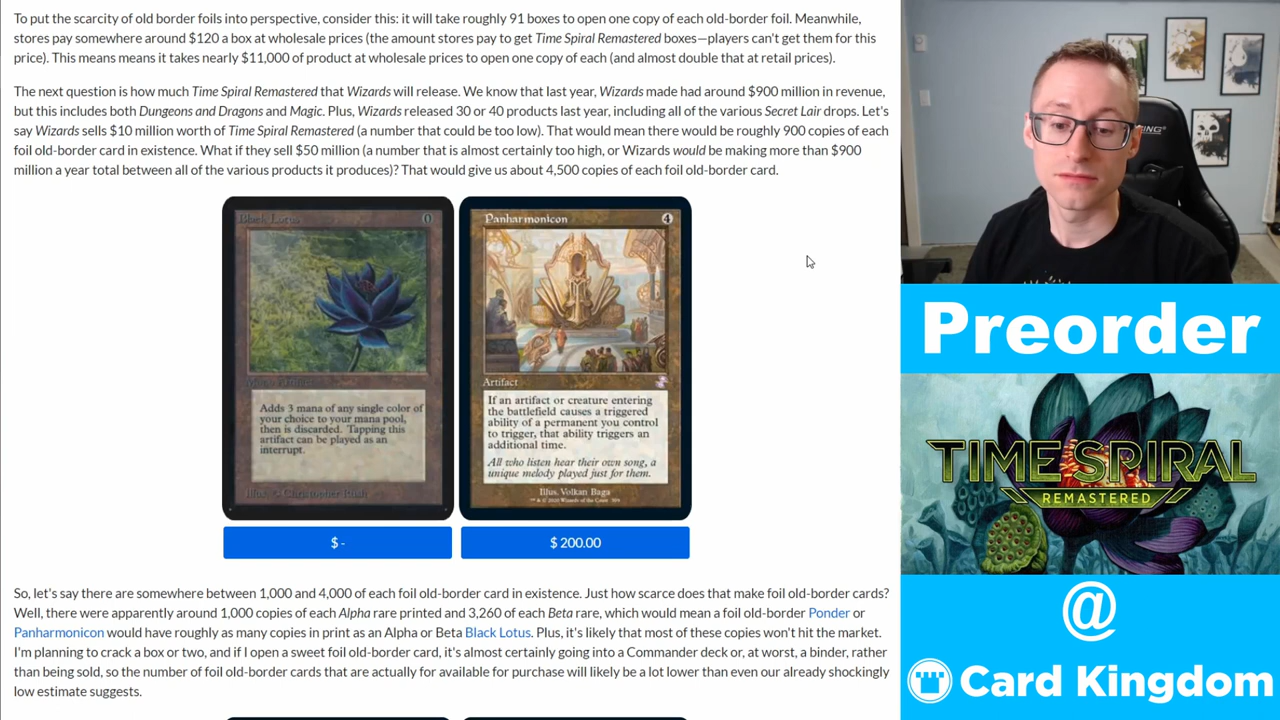 To put the scarcity of old border foils into perspective, consider this: it will take roughly 91 boxes to open one copy of each old-border foil. Meanwhile,
stores pay somewhere around $120 a box at wholesale prices (the amount stores pay to get Time Spiral Remastered boxes—players can't get them for this
price). This means means it takes nearly $11,000 of product at wholesale prices to open one copy of each (and almost double that at retail prices).
The next question is how much Time Spiral Remastered that Wizards will release. We know that last year, Wizards made had around $900 million in revenue,
but this includes both Dungeons and Dragons and Magic. Plus, Wizards released 30 or 40 products last year, including all of the various Secret Lair drops. Let's
say Wizards sells $10 million worth of Time Spiral Remastered (a number that could be too low). That would mean there would be roughly 900 copies of each
foil old-border card in existence. What if they sell $50 million (a number that is almost certainly too high, or Wizards would be making more than $900
million a year total between all of the various products it produces)? That would give us about 4,500 copies of each foil old-border card.
Black Lotus 0
Adds 3 mana of any single color of
your choice to your mana pool,
then is discarded. Tapping this
artifact can be played as an
interrupt.
Illus. Christopher Rush
$ -
Panharmonicon 4
Artifact
If an artifact or creature entering
the battlefield causes a triggered
ability of a permanent you control
to trigger, that ability triggers an
additional time.
All who listen hear their own song, a
unique melody played just for them.
Illus. Volkan Baga
$ 200.00
So, let's say there are somewhere between 1,000 and 4,000 of each foil old-border card in existence. Just how scarce does that make foil old-border cards?
Well, there were apparently around 1,000 copies of each Alpha rare printed and 3,260 of each Beta rare, which would mean a foil old-border Ponder or
Panharmonicon would have roughly as many copies in print as an Alpha or Beta Black Lotus. Plus, it's likely that most of these copies won't hit the market.
I'm planning to crack a box or two, and if I open a sweet foil old-border card, it's almost certainly going into a Commander deck or, at worst, a binder, rather
than being sold, so the number of foil old-border cards that are actually for available for purchase will likely be a lot lower than even our already shockingly
low estimate suggests.
Preorder
TIME SPIRAL
REMASTERED
@
Card Kingdom